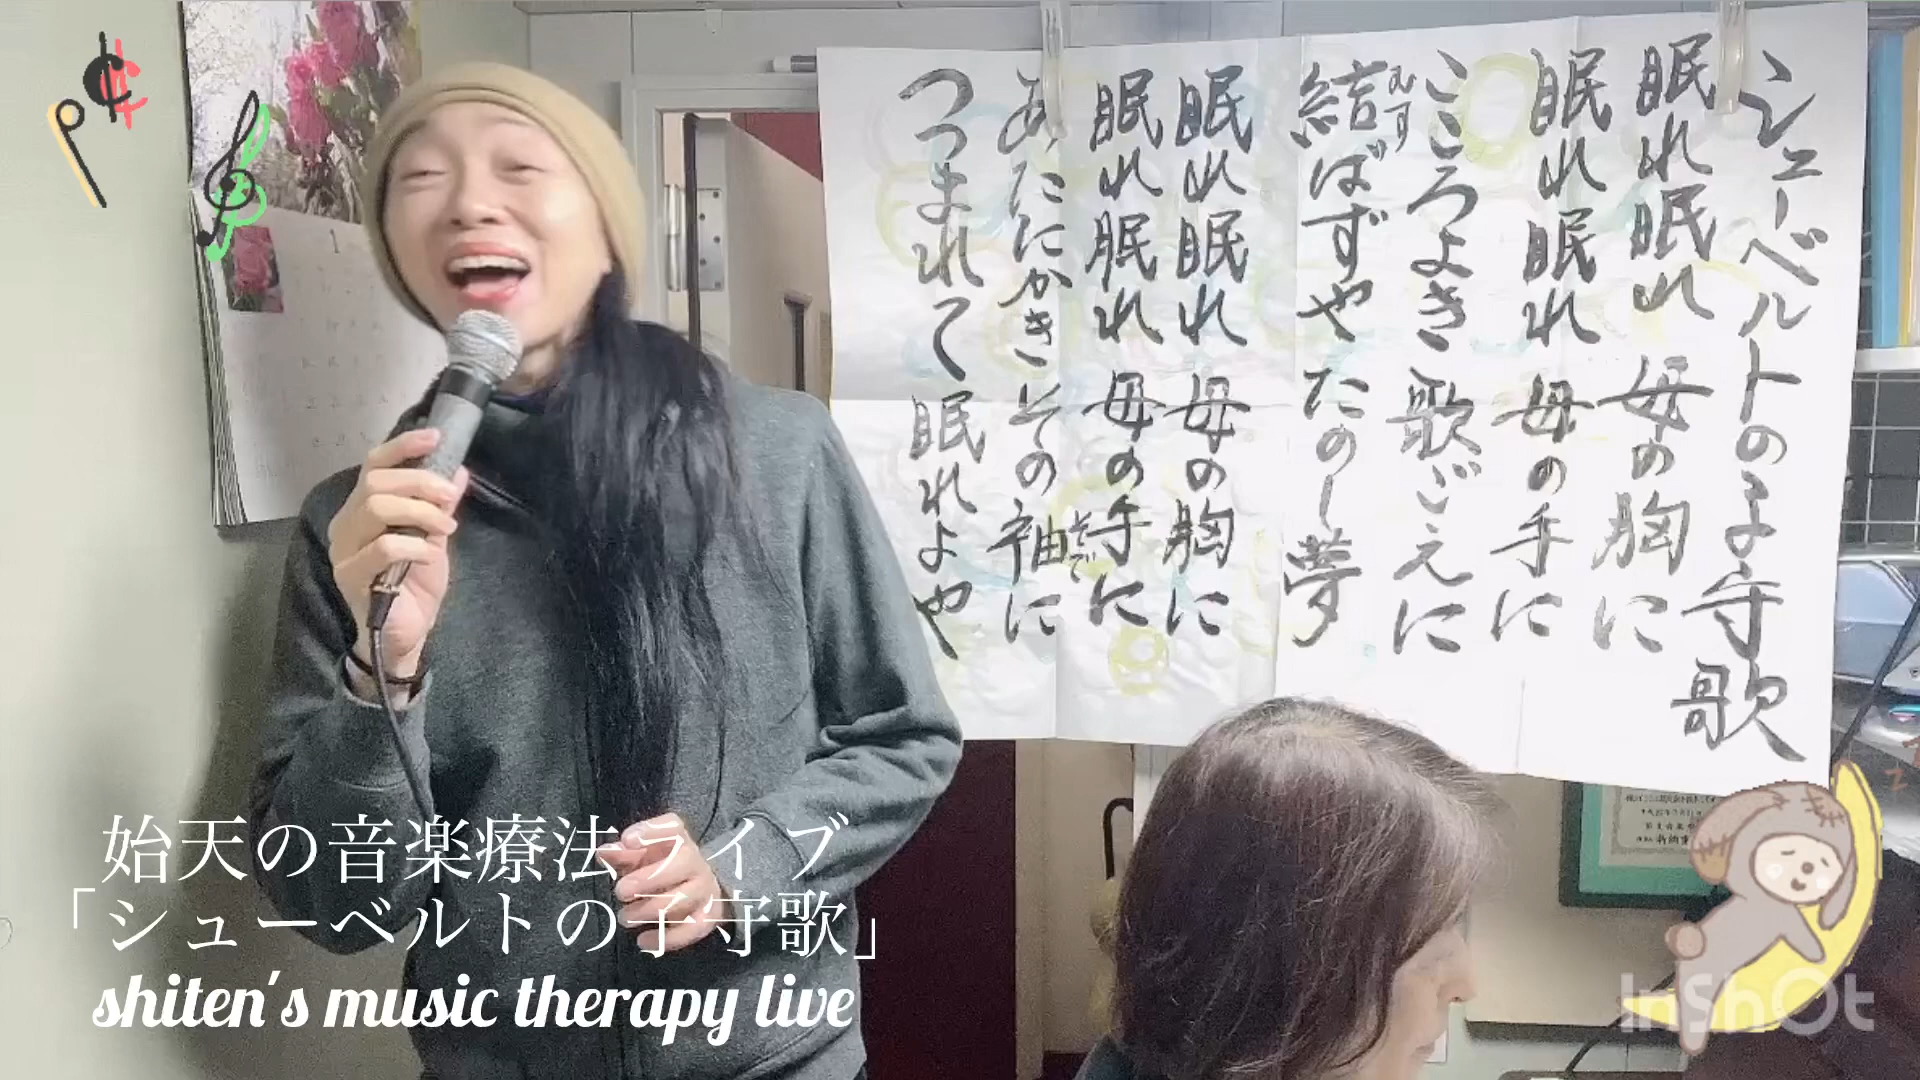 シューベルトの子守歌
眠れ眠れ 母の胸に
眠れ眠れ 母の手に
こころよき 歌ごえに
結ばずや たのし夢
むす
眠れ眠れ 母の胸に
眠れ眠れ 母の手に
あたたかき その袖に
そで
つつまれて 眠れよや
1
始天の音楽療法ライブ
「シューベルトの子守歌」
shiten's music therapy live
InShOt